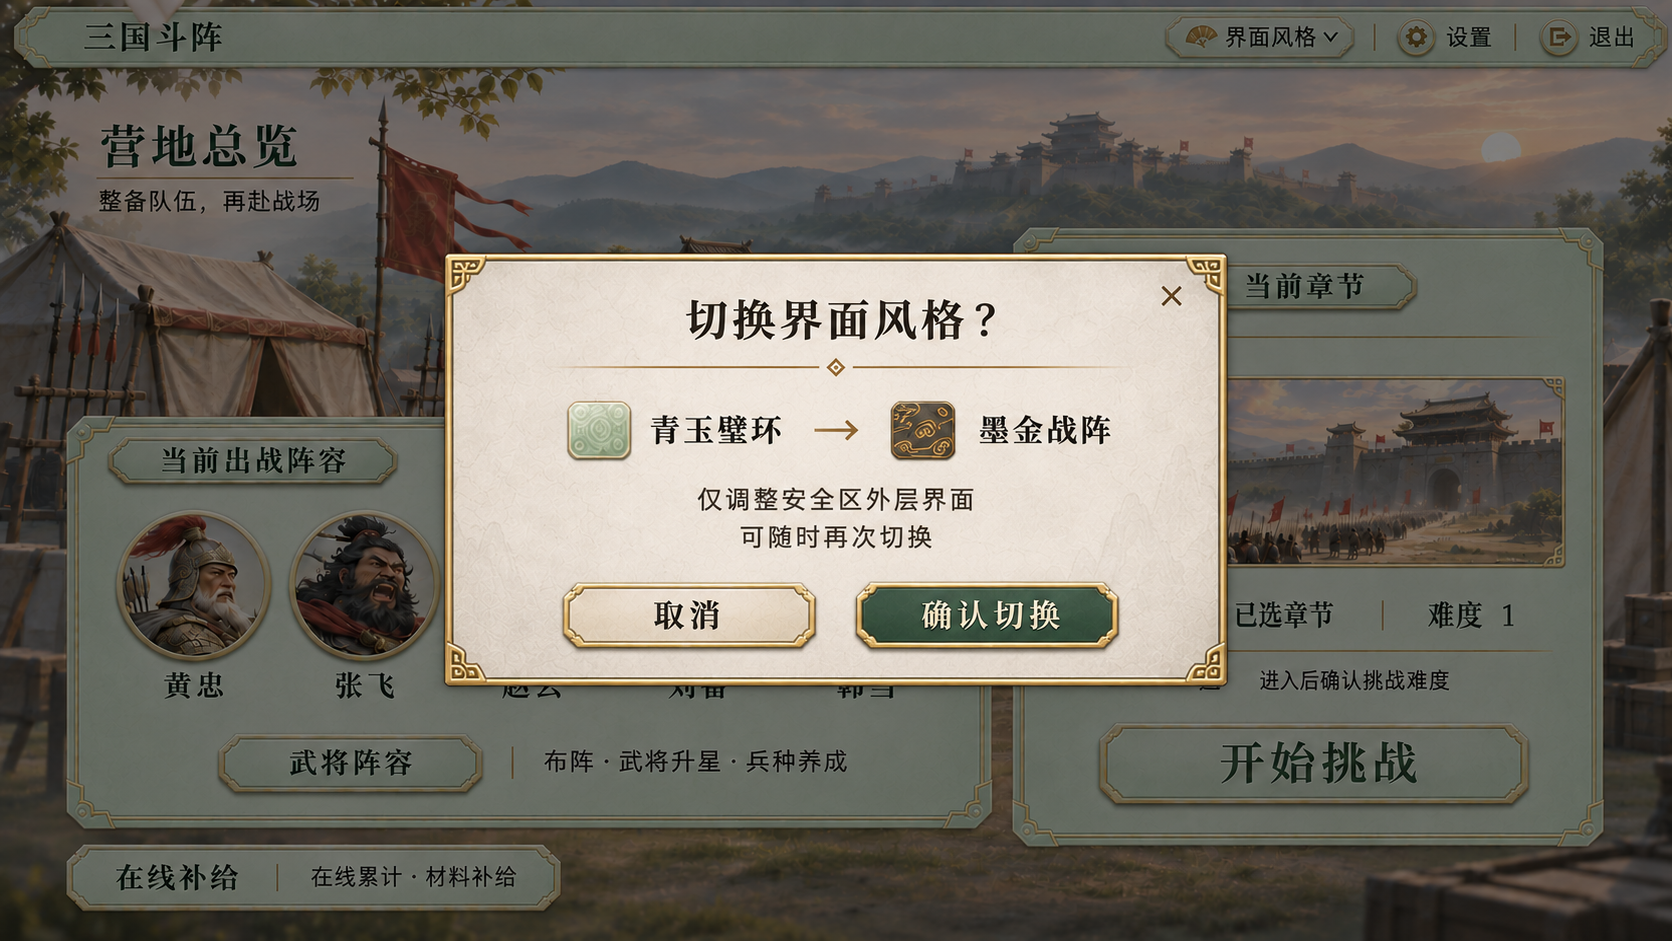 三国斗阵
界面风格
设置
退出
营地总览
整备队伍，再赴战场
当前章节
切换界面风格？
青玉璧环
墨金战阵
仅调整安全区外层界面
可随时再次切换
取消
确认切换
当前出战阵容
黄忠
张飞
已选章节
难度 1
进入后确认挑战难度
武将阵容
布阵·武将升星·兵种养成
开始挑战
在线补给
在线累计·材料补给